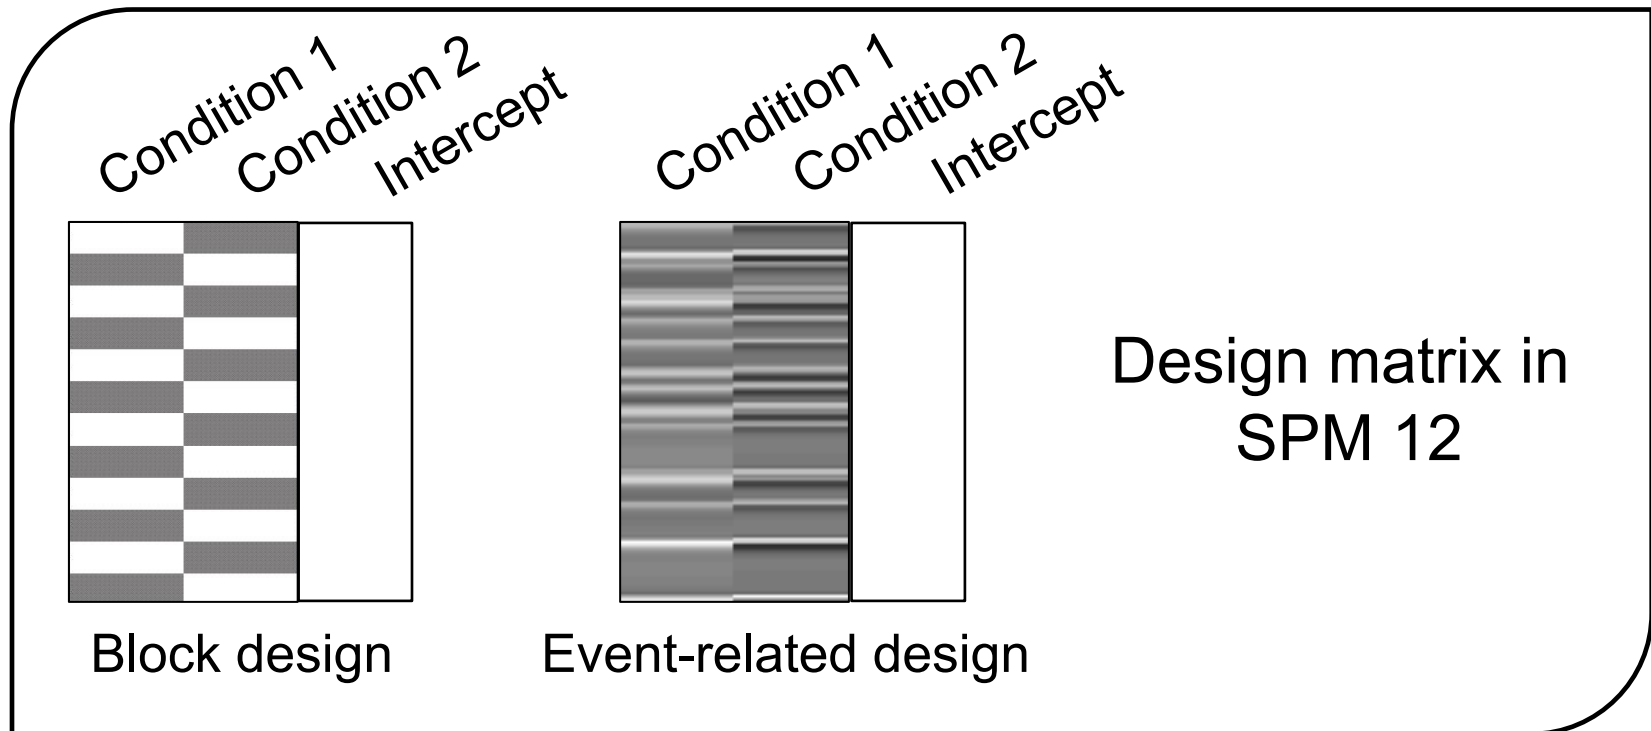 Condition 1
Condition 2
Intercept
Condition 1
Condition 2
Intercept
Design matrix in
SPM 12
Block design
Event-related design